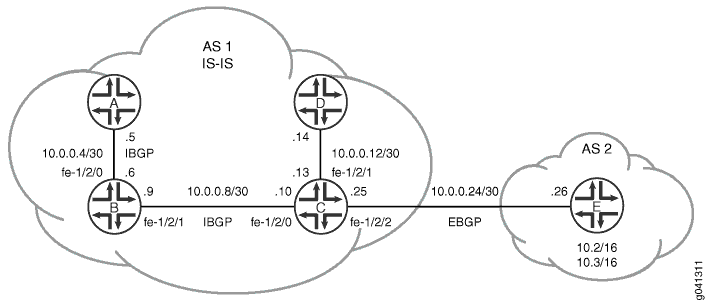 AS 1
IS-IS
A
D
.5
.14
10.0.0.4/30
IBGP
10.0.0.12/30
fe-1/2/0
.6
.13
fe-1/2/1
AS 2
B
.9
10.0.0.8/30
.10
C
.25
10.0.0.24/30
.26
E
fe-1/2/1
IBGP
fe-1/2/0
fe-1/2/2
EBGP
10.2/16
10.3/16
g041311